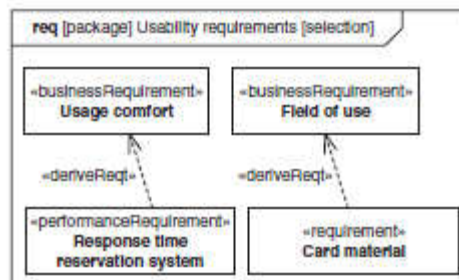 req [package] Usability requirements [selection]
«businessRequirement»
Usage comfort
«businessRequirement»
Field of use
«deriveReqt»
«deriveReqt»
«performanceRequirement»
Response time
reservation system
«requirement»
Card material